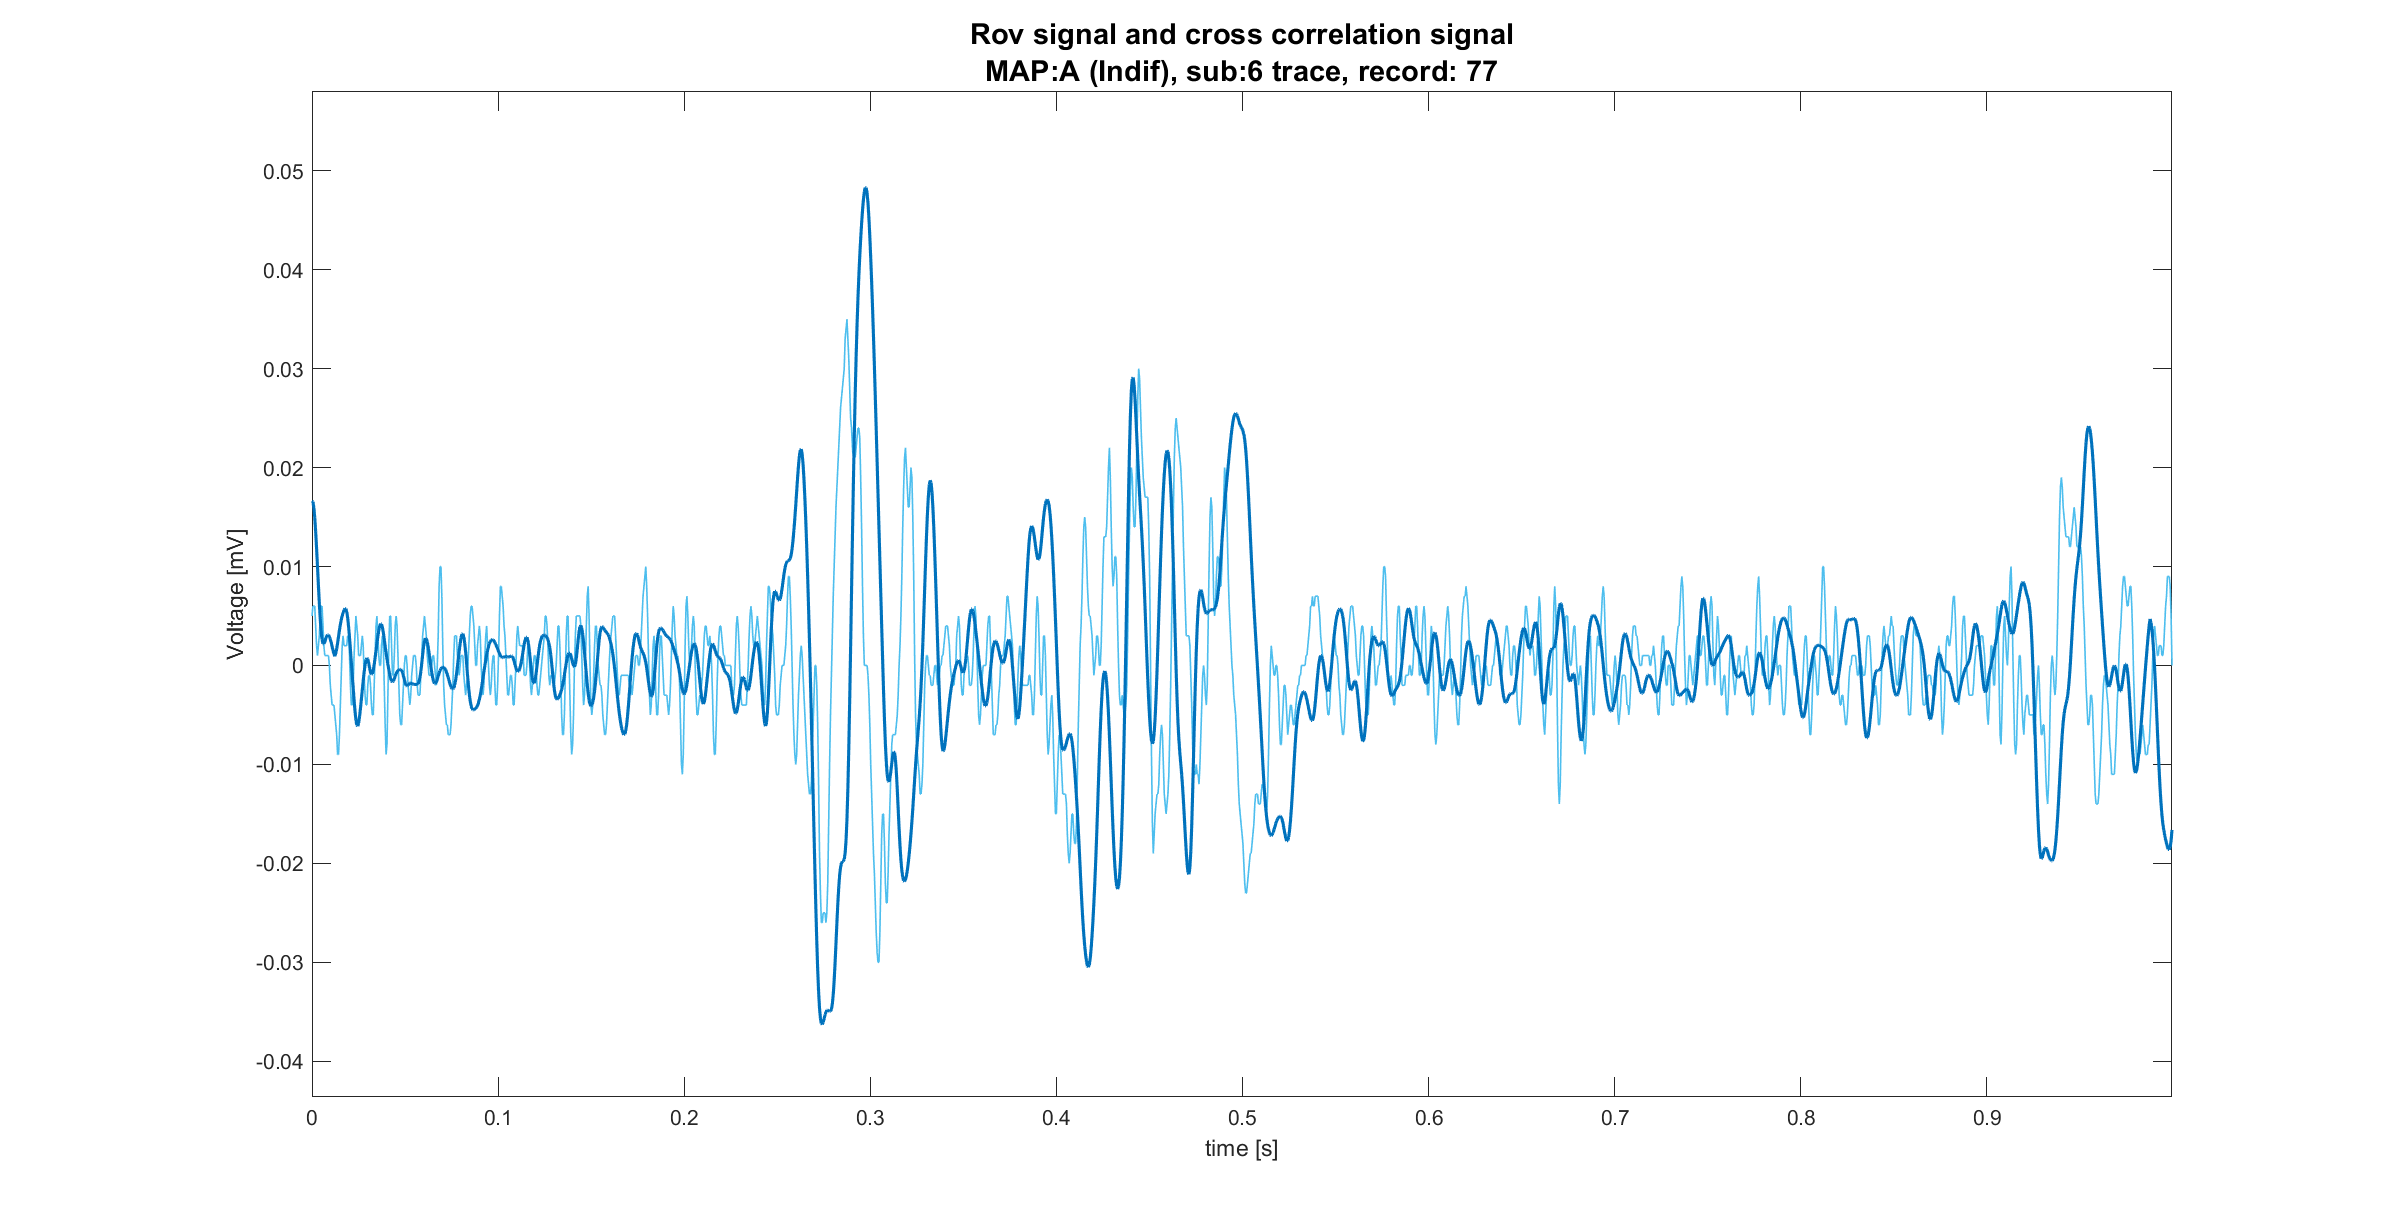 Rov signal and cross correlation signal
MAP:A (Indif), sub:6 trace, record: 77
Voltage [mV]
0.05
0.04
0.03
0.02
0.01
0
-0.01
-0.02
-0.03
-0.04
0 0.1 0.2 0.3 0.4 0.5 0.6 0.7 0.8 0.9
time [s]